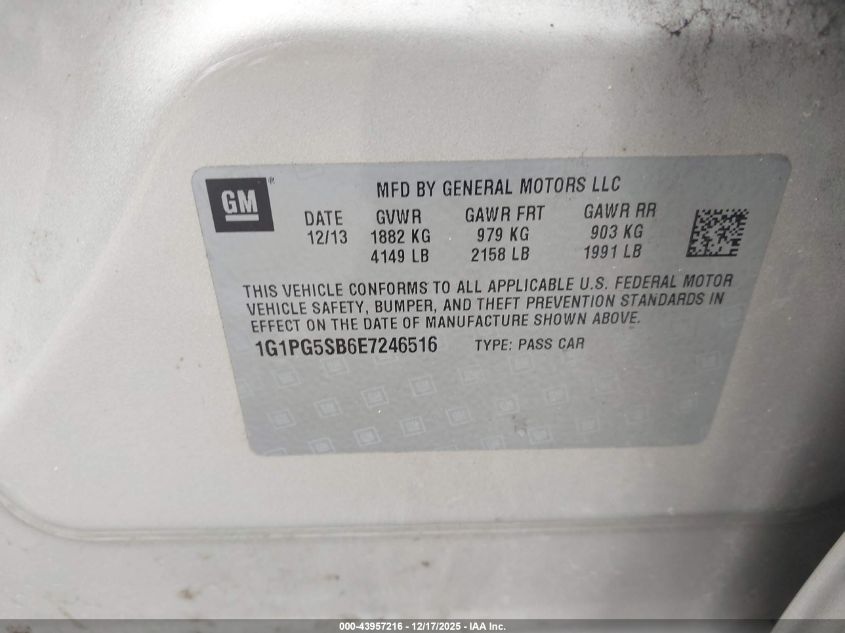 GM ®
MFD BY GENERAL MOTORS LLC
DATE GVWR GAWR FRT GAWR RR
12/13 1882 KG 979 KG 903 KG
4149 LB 2158 LB 1991 LB
THIS VEHICLE CONFORMS TO ALL APPLICABLE U.S. FEDERAL MOTOR
VEHICLE SAFETY, BUMPER, AND THEFT PREVENTION STANDARDS IN
EFFECT ON THE DATE OF MANUFACTURE SHOWN ABOVE.
1G1PG5SB6E7246516 TYPE: PASS CAR
000-43957216 - 12/17/2025 - IAA Inc.